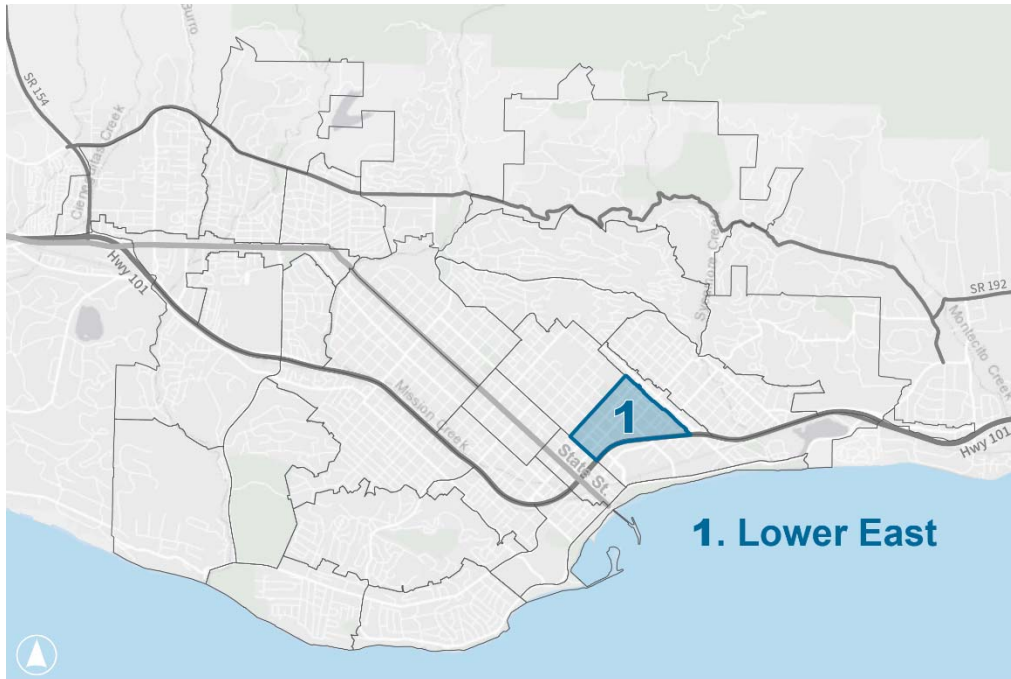 Burro
SR 154
Cieneguitas Creek
Hwy 101
Sycamore Creek
SR 192
Montecito Creek
Mission Creek
1
State St.
Hwy 101
1. Lower East